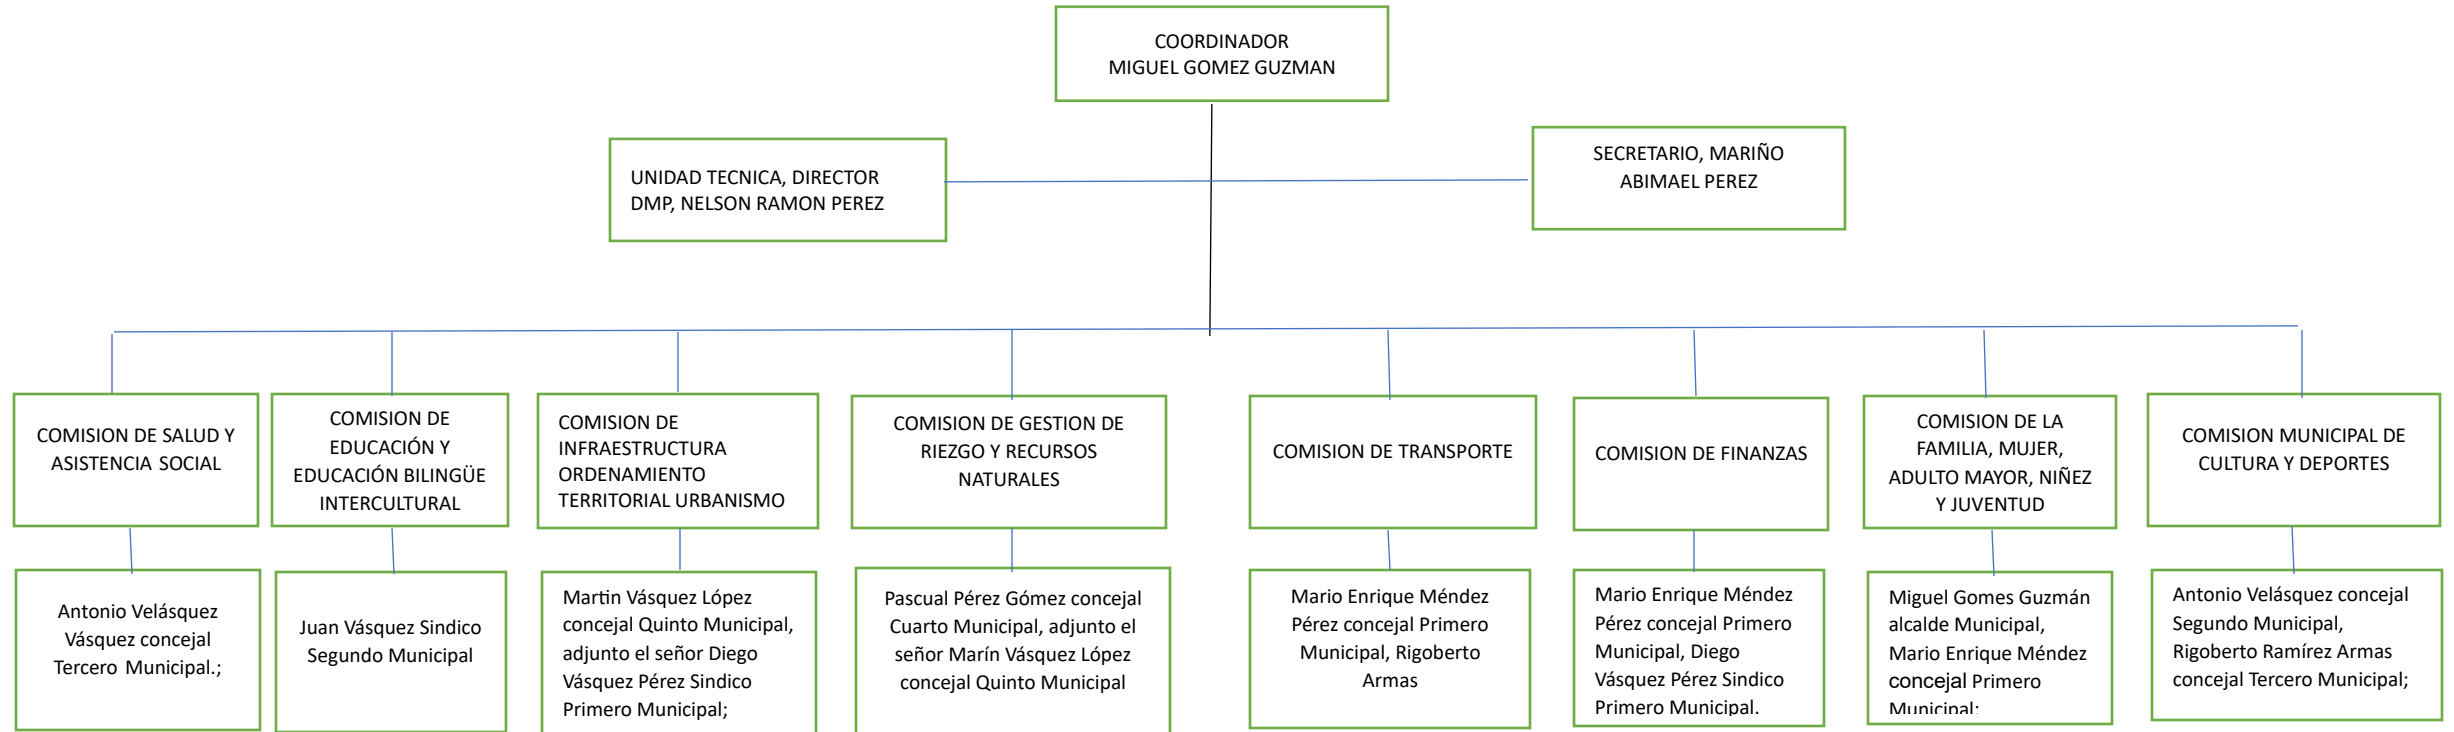 COORDINADOR
MIGUEL GOMEZ GUZMAN
UNIDAD TECNICA, DIRECTOR
DMP, NELSON RAMON PEREZ
SECRETARIO, MARIÑO
ABIMAEL PEREZ
COMISION DE SALUD Y
ASISTENCIA SOCIAL
COMISION DE
EDUCACIÓN Y
EDUCACIÓN BILINGÜE
INTERCULTURAL
COMISION DE
INFRAESTRUCTURA
ORDENAMIENTO
TERRITORIAL URBANISMO
COMISION DE GESTION DE
RIEZGO Y RECURSOS
NATURALES
COMISION DE TRANSPORTE
COMISION DE FINANZAS
COMISION DE LA
FAMILIA, MUJER,
ADULTO MAYOR, NIÑEZ
Y JUVENTUD
COMISION MUNICIPAL DE
CULTURA Y DEPORTES
Antonio Velásquez
Vásquez concejal
Tercero Municipal.;
Juan Vásquez Sindico
Segundo Municipal
Martin Vásquez López
concejal Quinto Municipal,
adjunto el señor Diego
Vásquez Pérez Sindico
Primero Municipal;
Pascual Pérez Gómez concejal
Cuarto Municipal, adjunto el
señor Marín Vásquez López
concejal Quinto Municipal
Mario Enrique Méndez
Pérez concejal Primero
Municipal, Rigoberto
Armas
Mario Enrique Méndez
Pérez concejal Primero
Municipal, Diego
Vásquez Pérez Sindico
Primero Municipal.
Miguel Gomes Guzmán
alcalde Municipal,
Mario Enrique Méndez
concejal Primero
Municipal;
Antonio Velásquez concejal
Segundo Municipal,
Rigoberto Ramírez Armas
concejal Tercero Municipal;